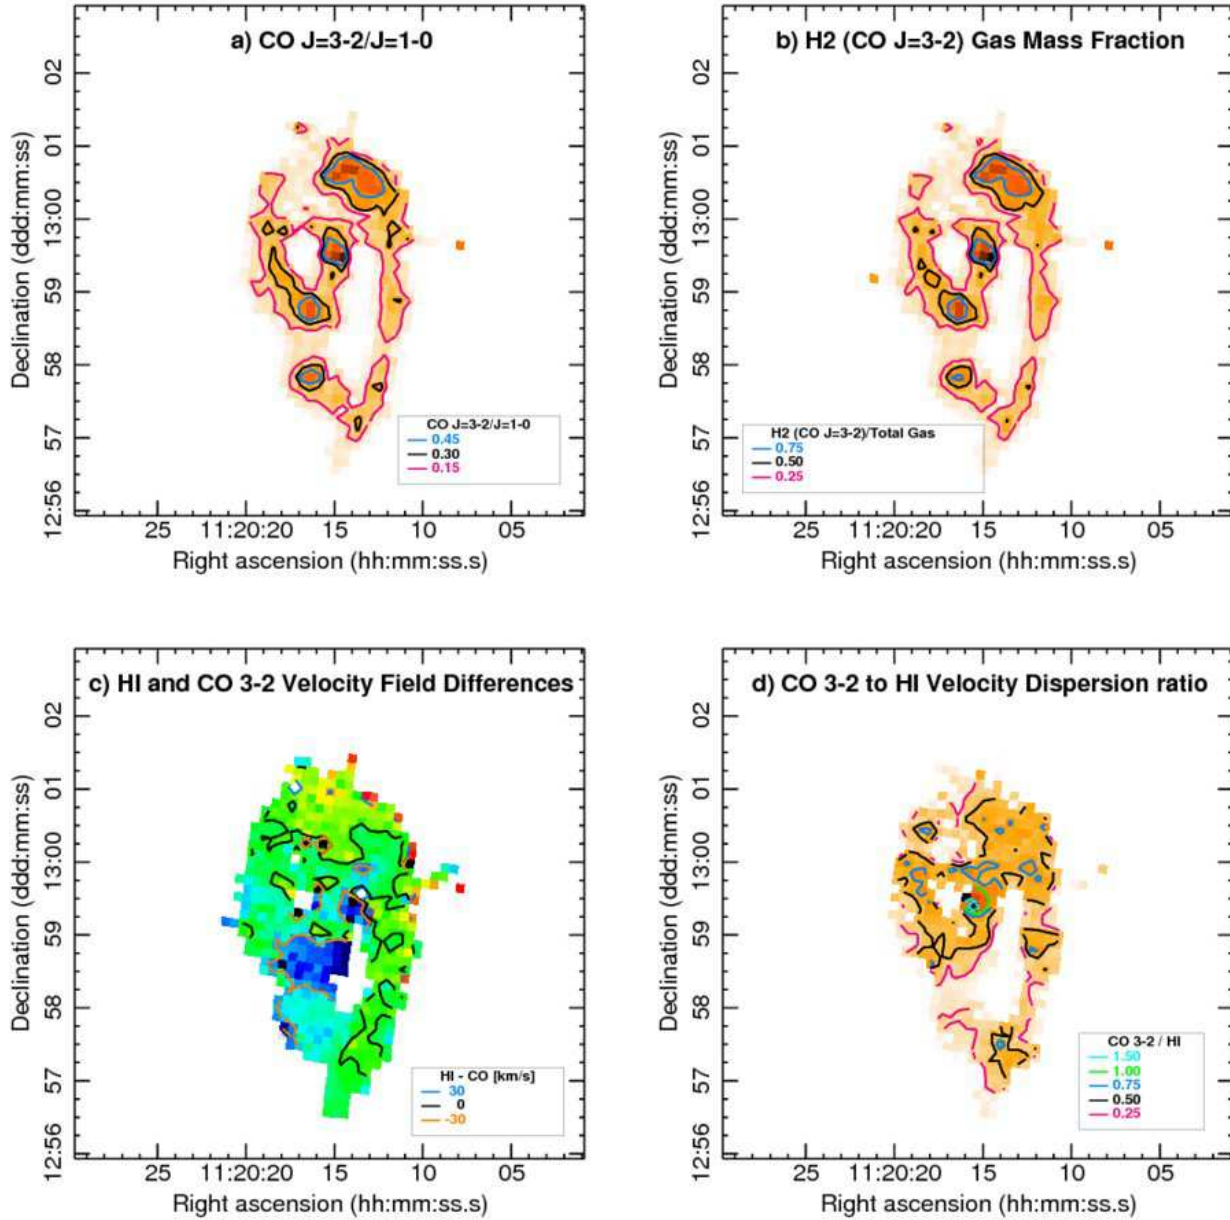 a) CO J=3-2/J=1-0
Declination (ddd:mm:ss)
02
01
13:00
59
58
57
12:56
CO J=3-2/J=1-0
0.45
0.30
0.15
25 11:20:20 15 10 05
Right ascension (hh:mm:ss.s)
b) H2 (CO J=3-2) Gas Mass Fraction
Declination (ddd:mm:ss)
02
01
13:00
59
58
57
12:56
H2 (CO J=3-2)/Total Gas
0.75
0.50
0.25
25 11:20:20 15 10 05
Right ascension (hh:mm:ss.s)
c) HI and CO 3-2 Velocity Field Differences
Declination (ddd:mm:ss)
02
01
13:00
59
58
57
12:56
HI - CO [km/s]
30
0
-30
25 11:20:20 15 10 05
Right ascension (hh:mm:ss.s)
d) CO 3-2 to HI Velocity Dispersion ratio
Declination (ddd:mm:ss)
02
01
13:00
59
58
57
12:56
CO 3-2 / HI
1.50
1.00
0.75
0.50
0.25
25 11:20:20 15 10 05
Right ascension (hh:mm:ss.s)